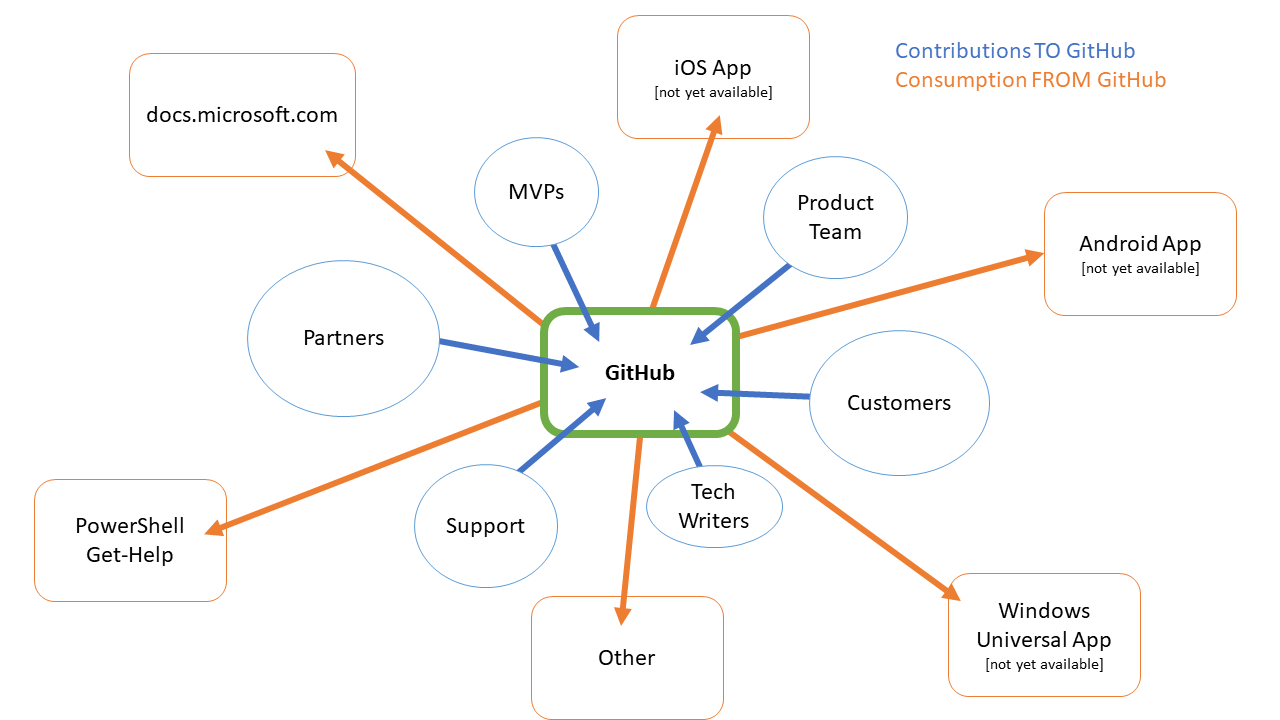 iOS App
[not yet available]
Contributions TO GitHub
Consumption FROM GitHub
docs.microsoft.com
MVPs
Product
Team
Android App
[not yet available]
Partners
GitHub
Customers
PowerShell
Get-Help
Support
Tech
Writers
Other
Windows
Universal App
[not yet available]